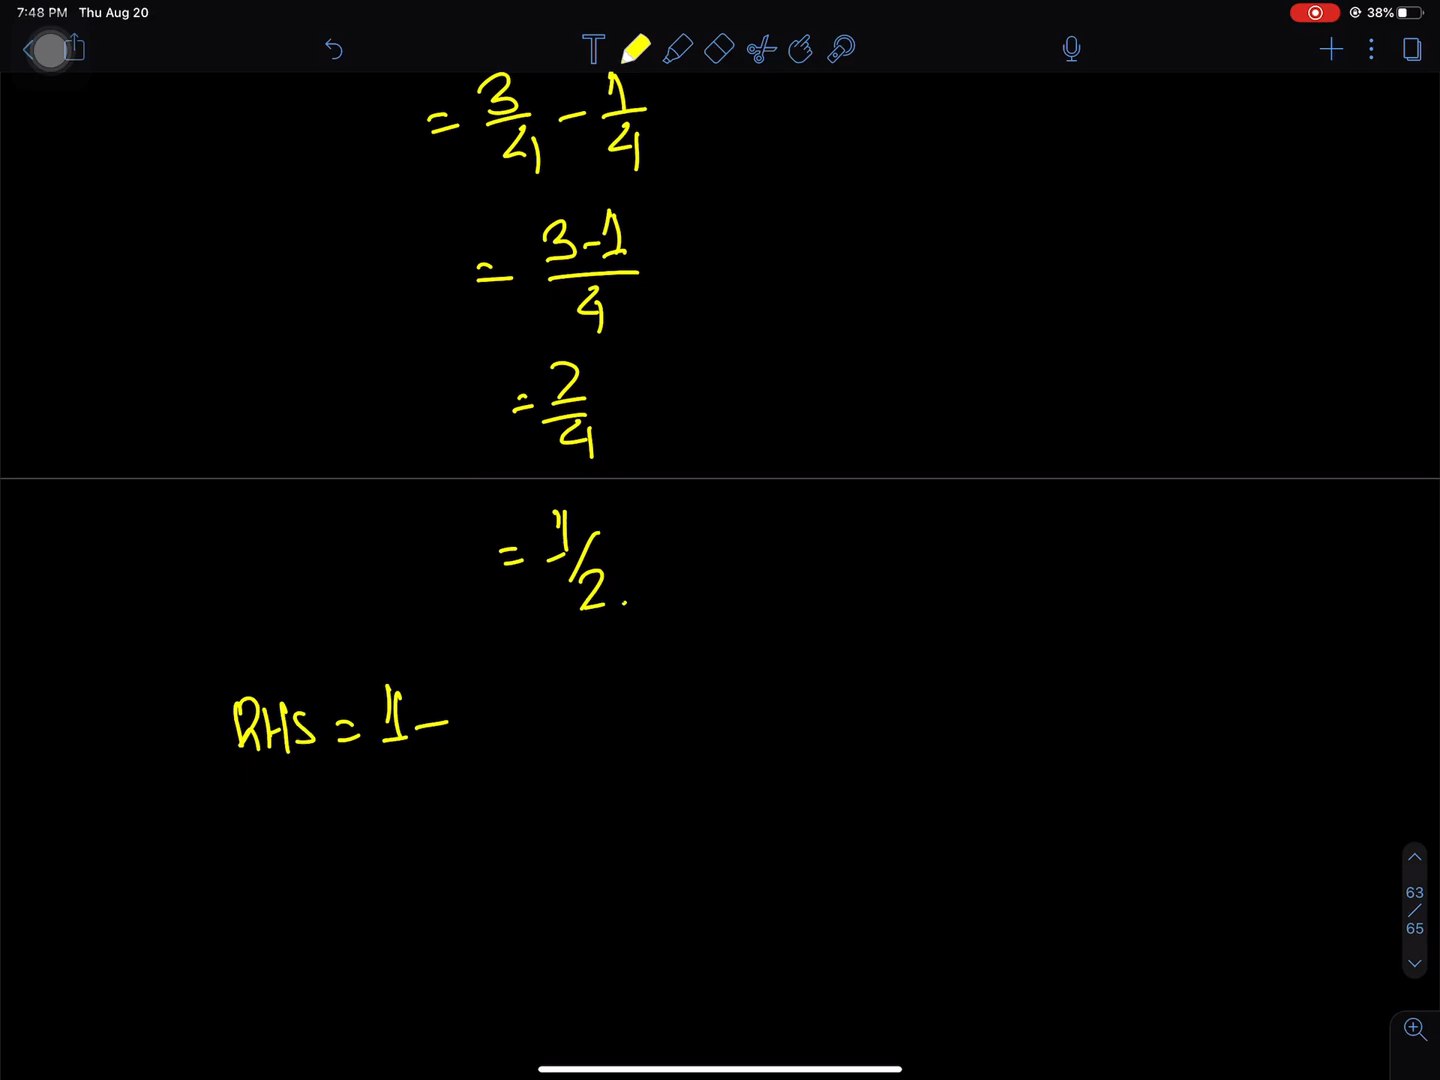 7:48 PM Thu Aug 20
38%
= 3/4 - 1/4
= 3-1/4
= 2/4
= 1/2.
RHS = 1 -
63
/
65